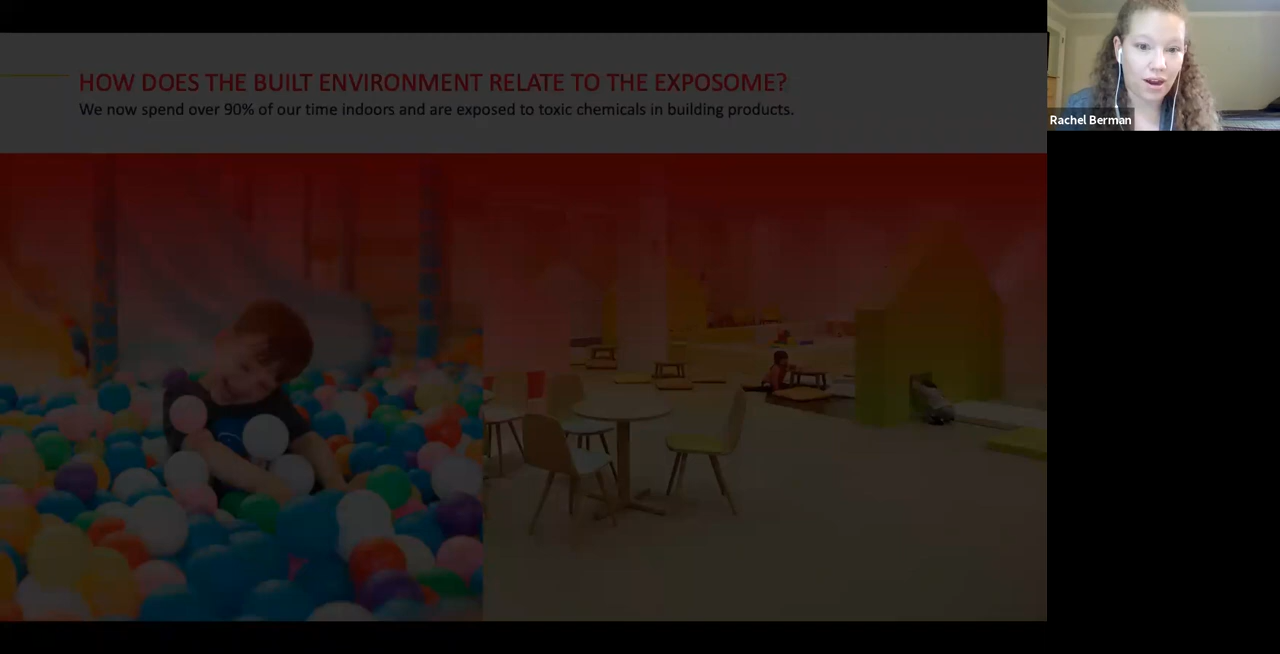 HOW DOES THE BUILT ENVIRONMENT RELATE TO THE EXPOSOME?
We now spend over 90% of our time indoors and are exposed to toxic chemicals in building products.
Rachel Berman